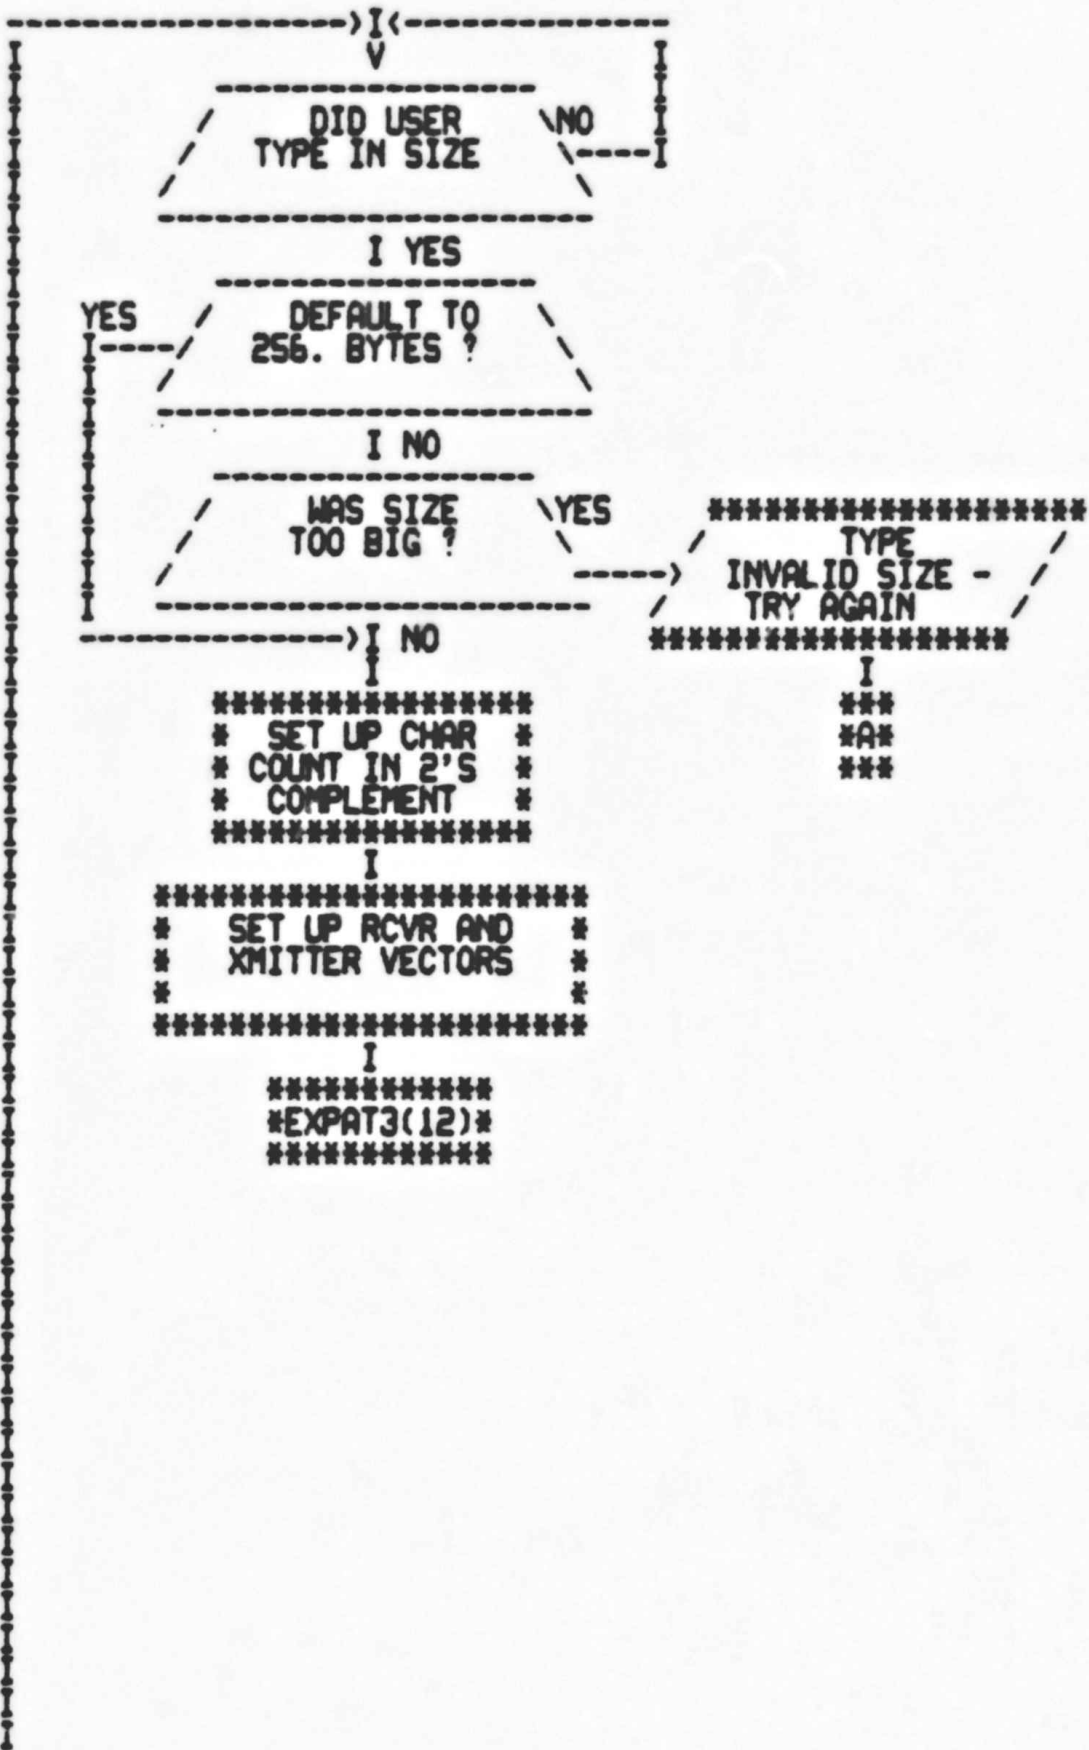 DID USER
TYPE IN SIZE
NO
I YES
YES
DEFAULT TO
256. BYTES ?
I NO
WAS SIZE
TOO BIG ?
YES
TYPE
INVALID SIZE -
TRY AGAIN
I NO
***
*A*
***
SET UP CHAR
COUNT IN 2'S
COMPLEMENT
SET UP RCVR AND
XMITTER VECTORS
*EXPAT3(12)*